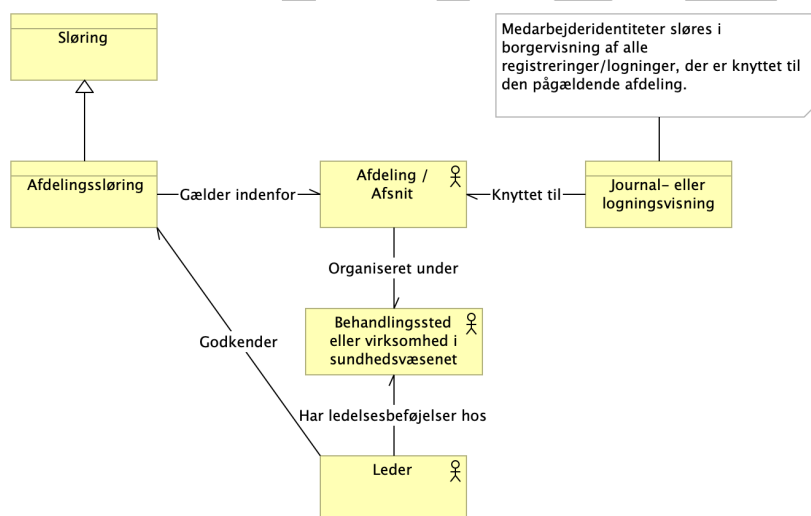 Sløring
Medarbejderidentiteter sløres i
borgervisning af alle
registreringer/logninger, der er knyttet til
den pågældende afdeling.
Afdelingssløring
Gælder indenfor
Afdeling /
Afsnit
Knyttet til
Journal- eller
logningsvisning
Organiseret under
Behandlingssted
eller virksomhed i
sundhedsvæsenet
Godkender
Har ledelsesbeføjelser hos
Leder